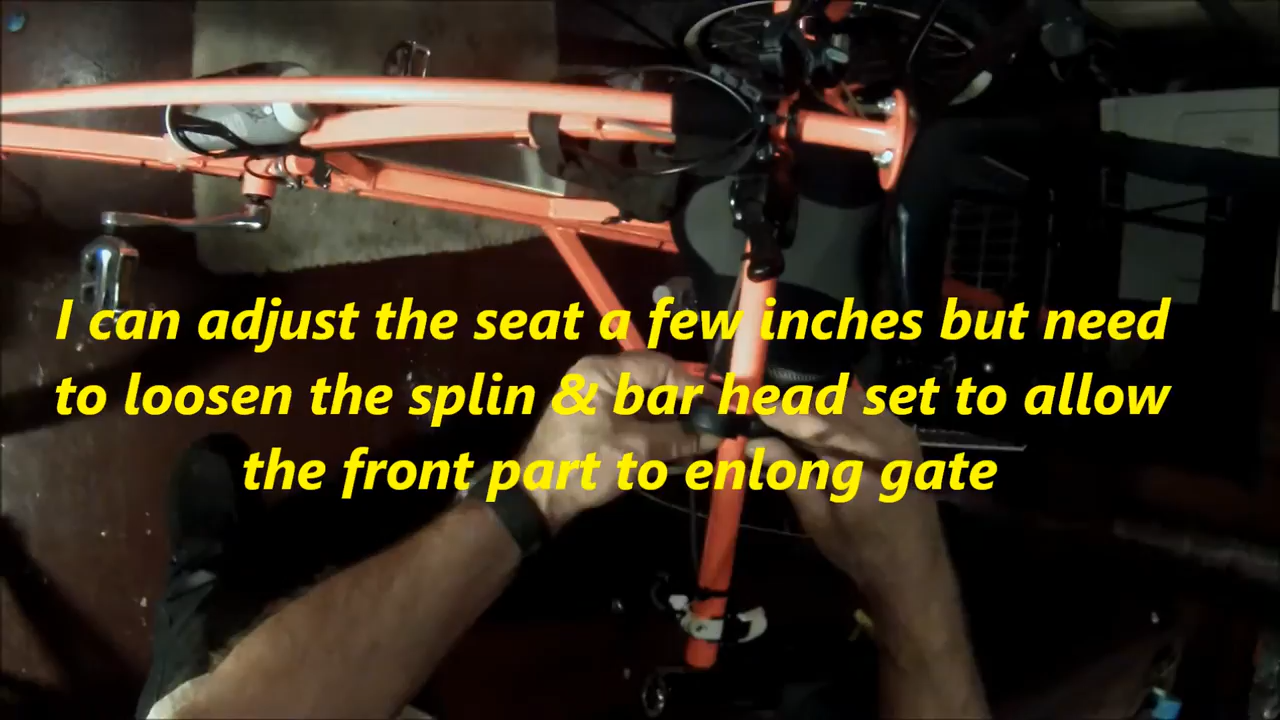 I can adjust the seat a few inches but need
to loosen the splin & bar head set to allow
the front part to enlong gate